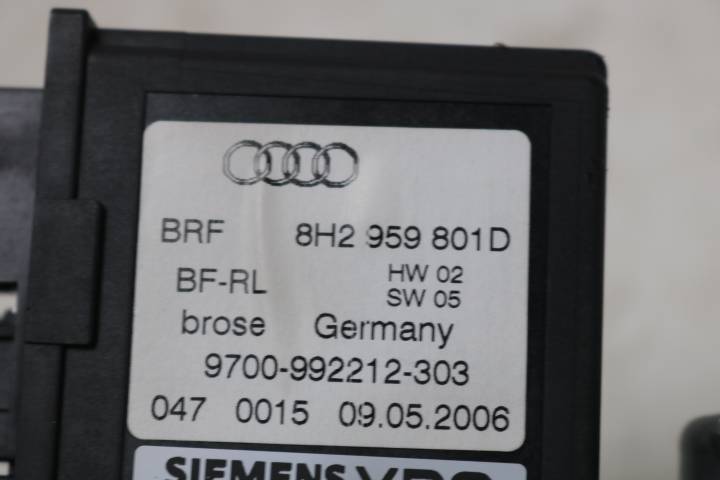 BRF 8H2 959 801D
BF-RL HW 02
SW 05
brose Germany
9700-992212-303
047 0015 09.05.2006
SIEMENS VDO